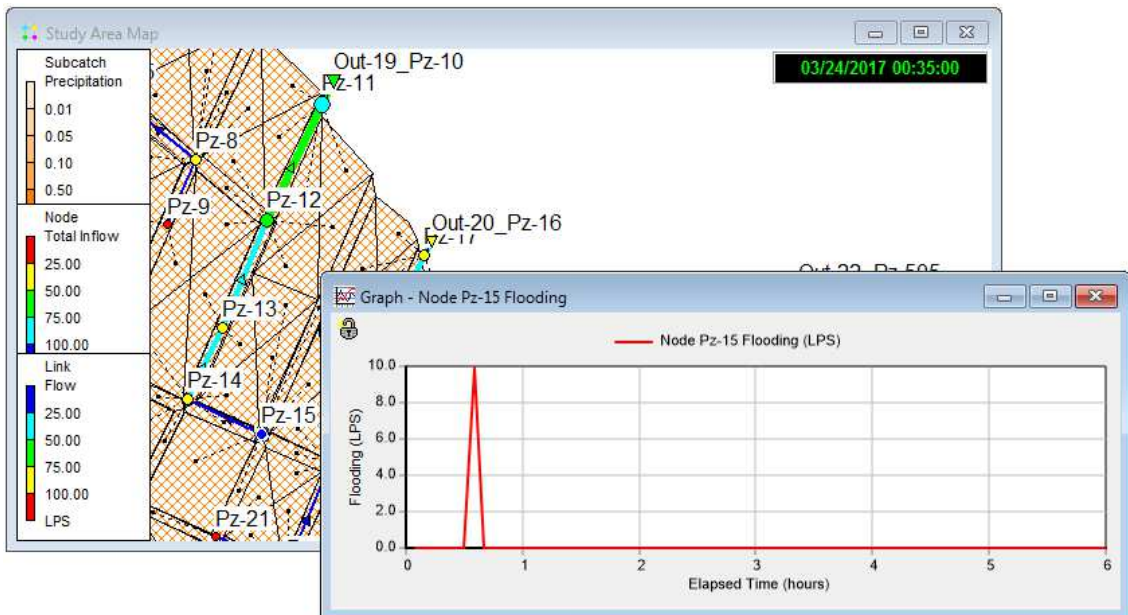 Study Area Map
03/24/2017 00:35:00
Subcatch
Precipitation
0.01
0.05
0.10
0.50
Node
Total Inflow
25.00
50.00
75.00
100.00
Link
Flow
25.00
50.00
75.00
100.00
LPS
Out-19_Pz-10
Pz-11
Pz-8
Pz-12
Pz-9
Out-20_Pz-16
Pz-13
Pz-14
Pz-15
Pz-21
Graph - Node Pz-15 Flooding
Node Pz-15 Flooding (LPS)
Flooding (LPS)
10.0
8.0
6.0
4.0
2.0
0.0
0 1 2 3 4 5 6
Elapsed Time (hours)